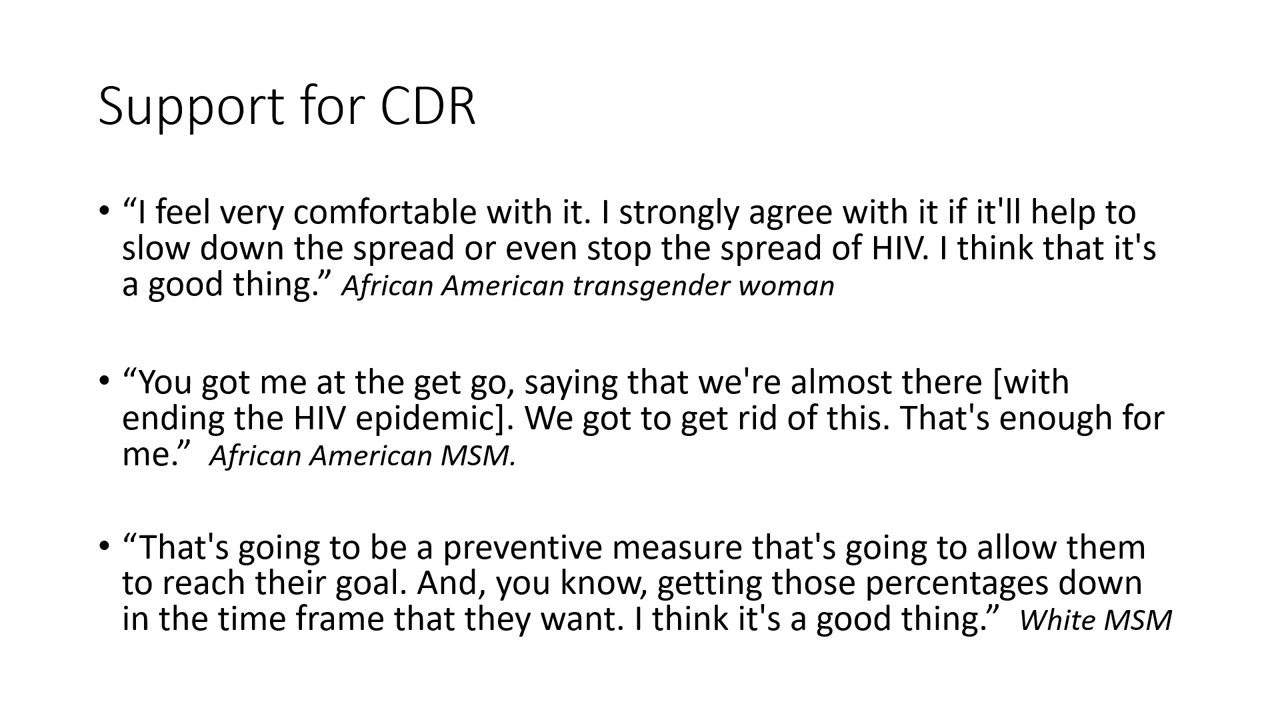 Support for CDR
• “I feel very comfortable with it. I strongly agree with it if it'll help to
slow down the spread or even stop the spread of HIV. I think that it's
a good thing.” African American transgender woman
• “You got me at the get go, saying that we're almost there [with
ending the HIV epidemic]. We got to get rid of this. That's enough for
me.”  African American MSM.
• “That's going to be a preventive measure that's going to allow them
to reach their goal. And, you know, getting those percentages down
in the time frame that they want. I think it's a good thing.”  White MSM